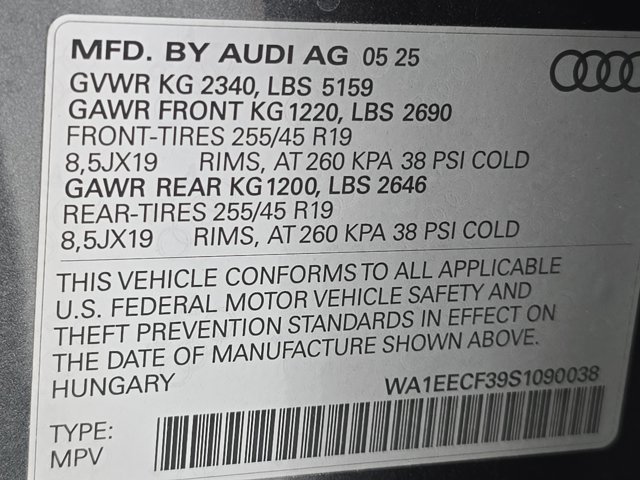 MFD. BY AUDI AG 05 25
GVWR KG 2340, LBS 5159
GAWR FRONT KG 1220, LBS 2690
FRONT-TIRES 255/45 R19
8,5JX19 RIMS, AT 260 KPA 38 PSI COLD
GAWR REAR KG 1200, LBS 2646
REAR-TIRES 255/45 R19
8,5JX19 RIMS, AT 260 KPA 38 PSI COLD
THIS VEHICLE CONFORMS TO ALL APPLICABLE
U.S. FEDERAL MOTOR VEHICLE SAFETY AND
THEFT PREVENTION STANDARDS IN EFFECT ON
THE DATE OF MANUFACTURE SHOWN ABOVE.
HUNGARY WA1EECF39S1090038
TYPE:
MPV